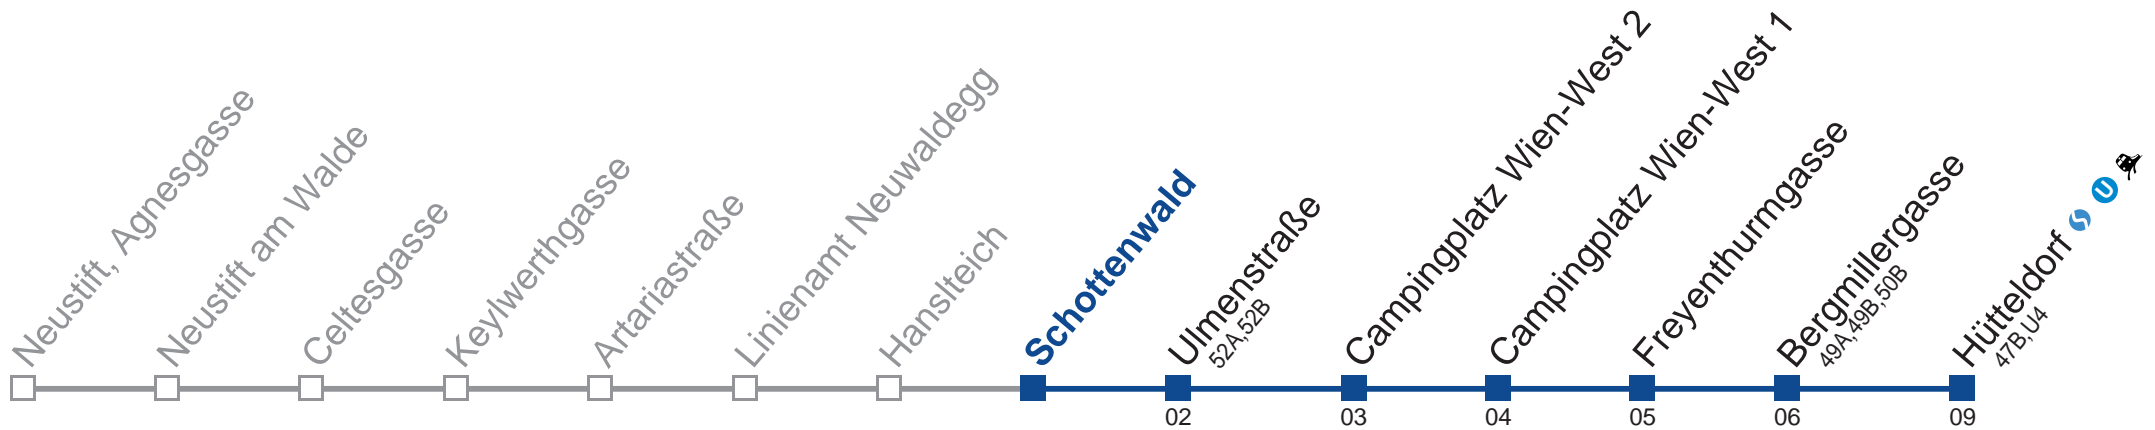 Neustift, Agnesgasse
Neustift am Walde
Celtesgasse
Keylwerthgasse
Artariastraße
Linienamt Neuwaldegg
Hanslteich
Schottenwald
Ulmenstraße
52A,52B
Campingplatz Wien-West 2
Campingplatz Wien-West 1
Freyenthurmgasse
Bergmillergasse
49A,49B,50B
Hütteldorf S U
47B,U4
02 03 04 05 06 09